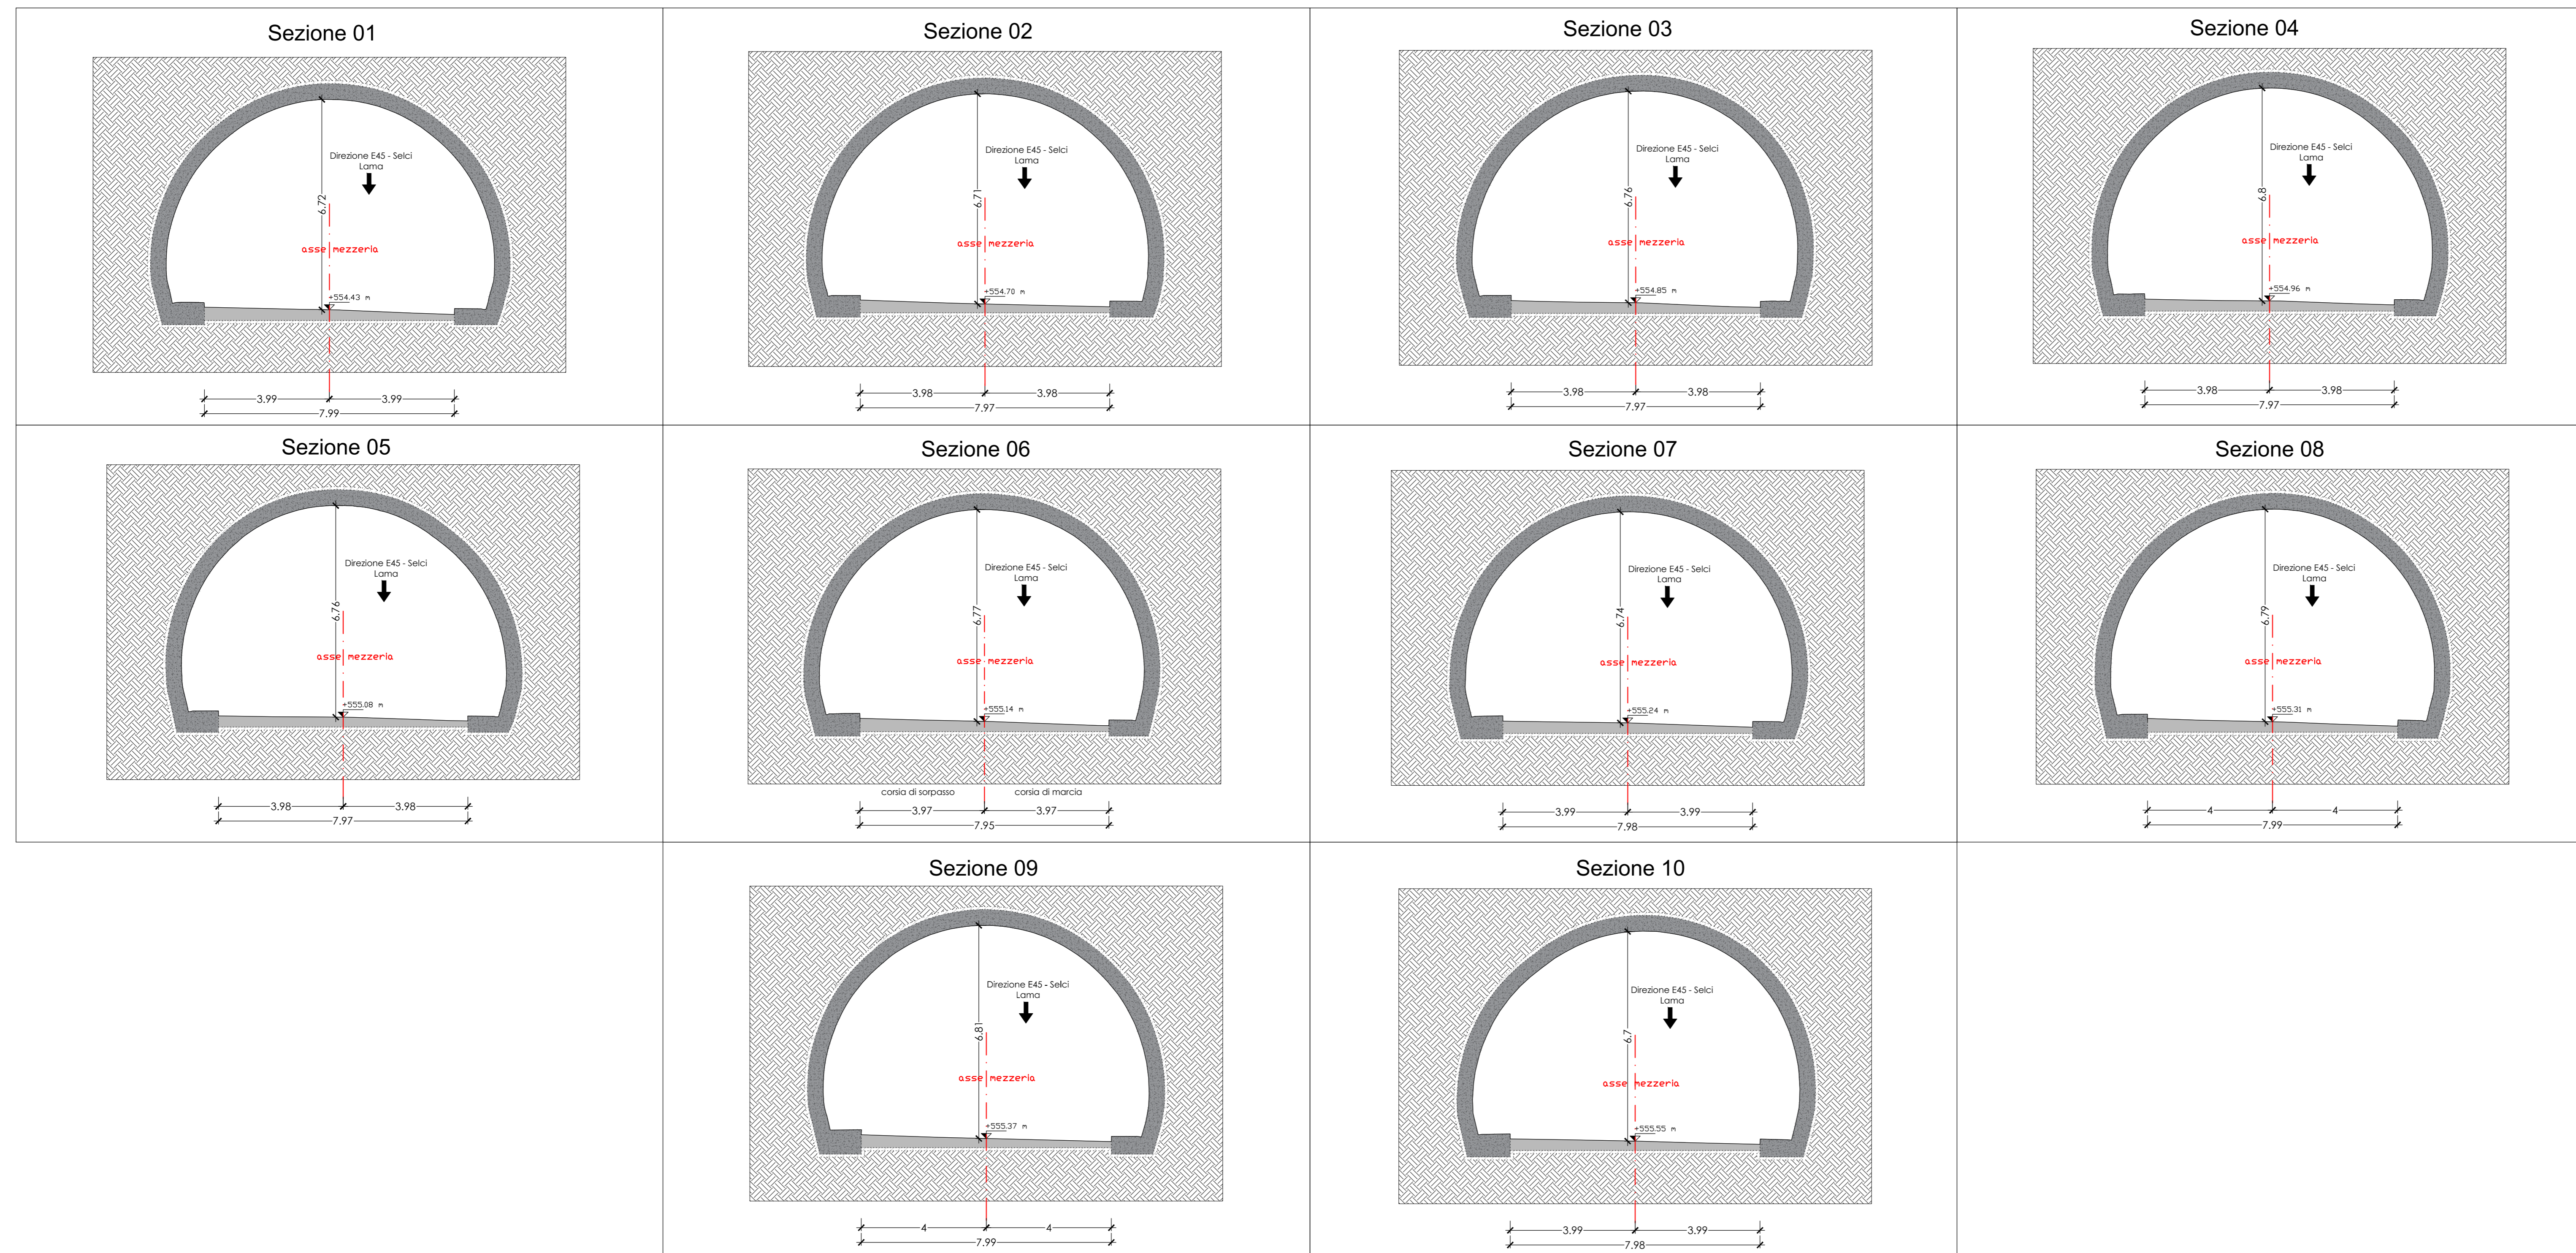 Sezione 01
Direzione E45 - Selci
Lama
6.72
asse mezzeria
+554.43 m
3.99
3.99
7.99
Sezione 02
Direzione E45 - Selci
Lama
6.71
asse mezzeria
+554.70 m
3.98
3.98
7.97
Sezione 03
Direzione E45 - Selci
Lama
6.76
asse mezzeria
+554.85 m
3.98
3.98
7.97
Sezione 04
Direzione E45 - Selci
Lama
6.8
asse mezzeria
+554.96 m
3.98
3.98
7.97
Sezione 05
Direzione E45 - Selci
Lama
6.76
asse mezzeria
+555.08 m
3.98
3.98
7.97
Sezione 06
Direzione E45 - Selci
Lama
6.77
asse mezzeria
+555.14 m
corsia di sorpasso
corsia di marcia
3.97
3.97
7.95
Sezione 07
Direzione E45 - Selci
Lama
6.74
asse mezzeria
+555.24 m
3.99
3.99
7.98
Sezione 08
Direzione E45 - Selci
Lama
6.79
asse mezzeria
+555.31 m
4
4
7.99
Sezione 09
Direzione E45 - Selci
Lama
6.81
asse mezzeria
+555.37 m
4
4
7.99
Sezione 10
Direzione E45 - Selci
Lama
6.7
asse mezzeria
+555.55 m
3.99
3.99
7.98